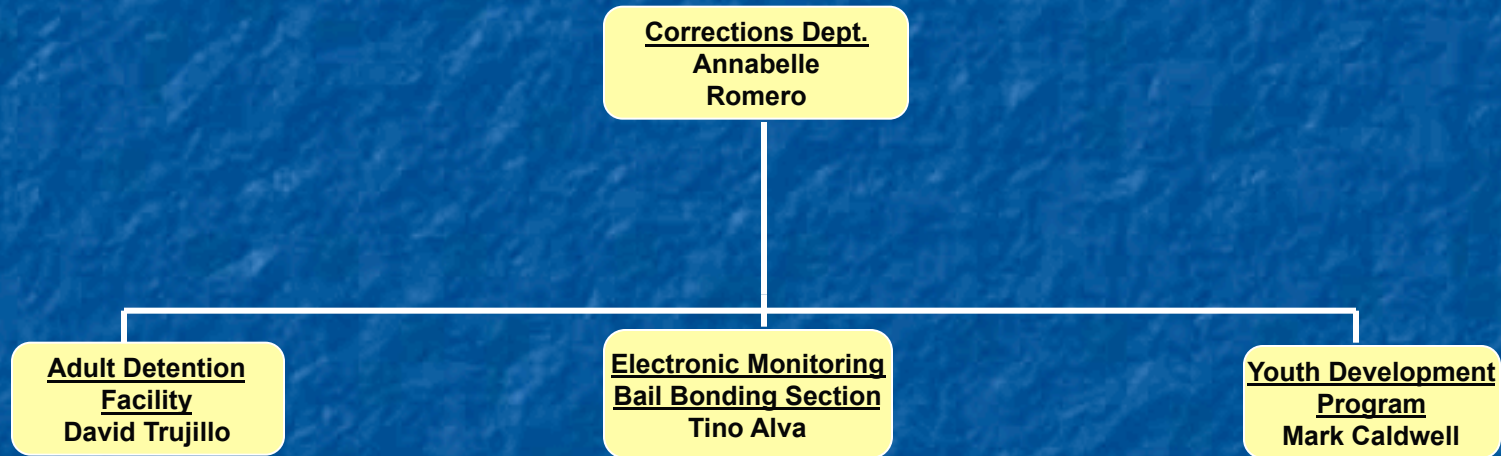 Corrections Dept.
Annabelle
Romero
Adult Detention
Facility
David Trujillo
Electronic Monitoring
Bail Bonding Section
Tino Alva
Youth Development
Program
Mark Caldwell